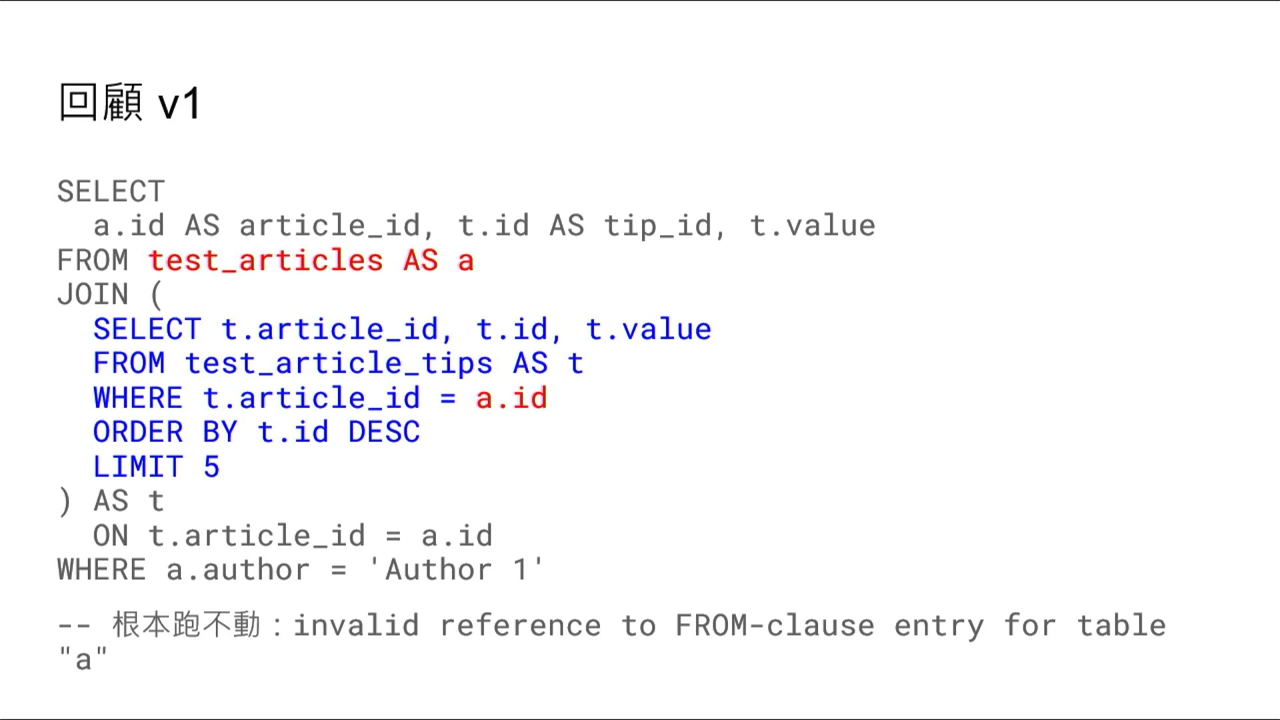 回顧 v1
SELECT
  a.id AS article_id, t.id AS tip_id, t.value
FROM test_articles AS a
JOIN (
  SELECT t.article_id, t.id, t.value
  FROM test_article_tips AS t
  WHERE t.article_id = a.id
  ORDER BY t.id DESC
  LIMIT 5
) AS t
  ON t.article_id = a.id
WHERE a.author = 'Author 1'
-- 根本跑不動：invalid reference to FROM-clause entry for table
"a"